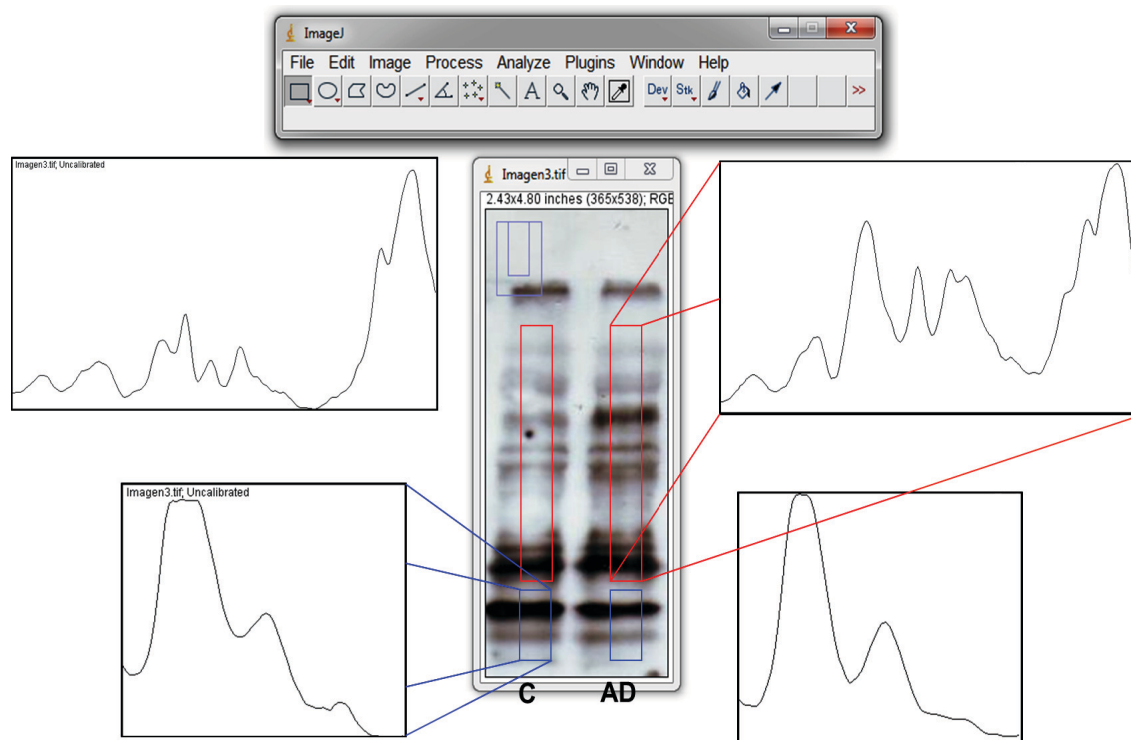 ImageJ
File Edit Image Process Analyze Plugins Window Help
A Dev Stk >>
Imagen3.tif; Uncalibrated
Imagen3.tif
2.43x4.80 inches (365x538); RGB
Imagen3.tif; Uncalibrated
C AD